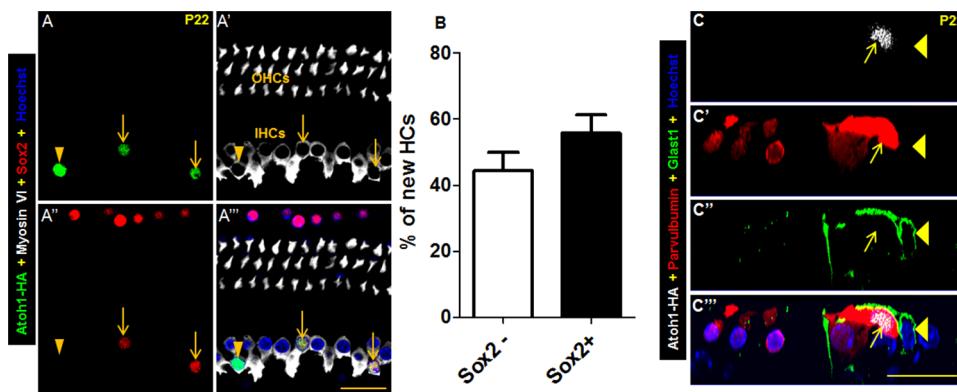 Atoh1-HA + Myosin VI + Sox2 + Hoechst
A
P22
A'
OHCs
IHCs
A''
A'''
B
% of new HCs
80
60
40
20
0
Sox2 -
Sox2+
Atoh1-HA + Parvulbumin + Glast1 + Hoechst
C
P2
C'
C''
C'''